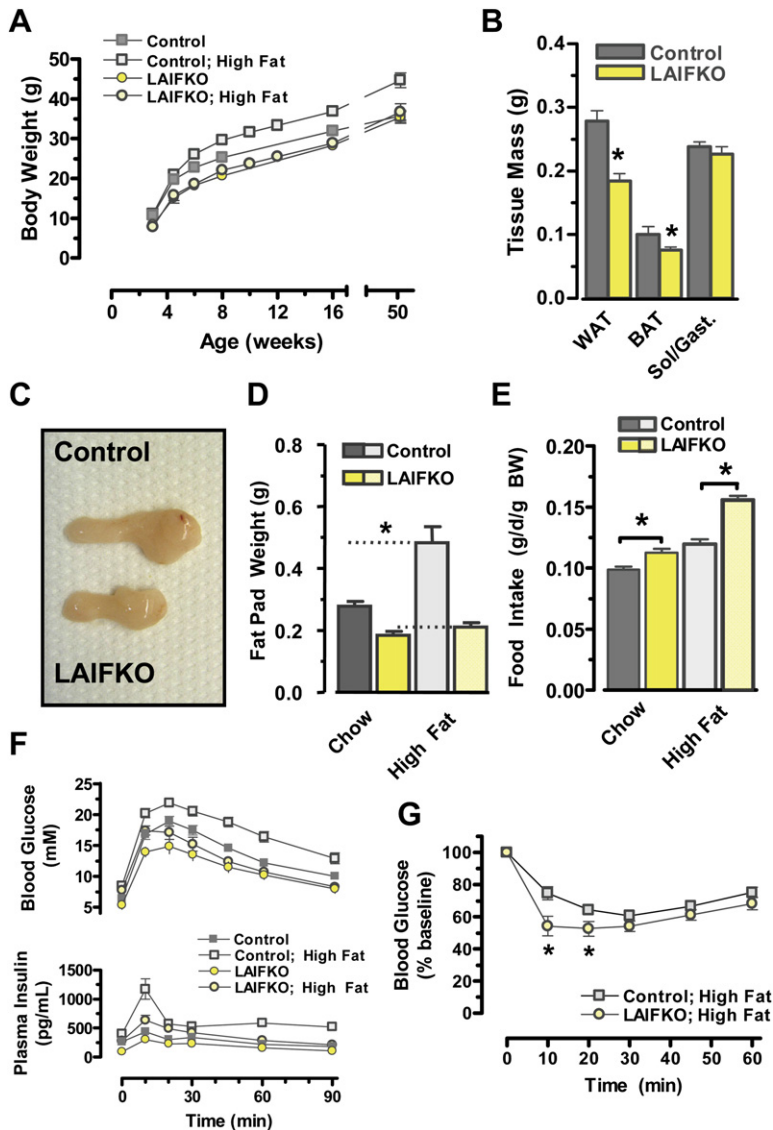 A
Control
Control; High Fat
LAIFKO
LAIFKO; High Fat
Body Weight (g)
50
40
30
20
10
0
0 4 8 12 16 50
Age (weeks)
B
Control
LAIFKO
Tissue Mass (g)
0.4
0.3
0.2
0.1
0.0
* *
WAT BAT Sol/Gast.
C
Control
LAIFKO
D
Control
LAIFKO
Fat Pad Weight (g)
0.8
0.6
0.4
0.2
0.0
*
Chow High Fat
E
Control
LAIFKO
Food Intake (g/d/g BW)
0.20
0.15
0.10
0.05
0.00
* *
Chow High Fat
F
Blood Glucose
(mM)
25
20
15
10
5
Control
Control; High Fat
LAIFKO
LAIFKO; High Fat
Plasma Insulin
(pg/mL)
1500
1000
500
0
0 30 60 90
Time (min)
G
Blood Glucose
(% baseline)
100
80
60
40
20
0
* *
Control; High Fat
LAIFKO; High Fat
0 10 20 30 40 50 60
Time (min)